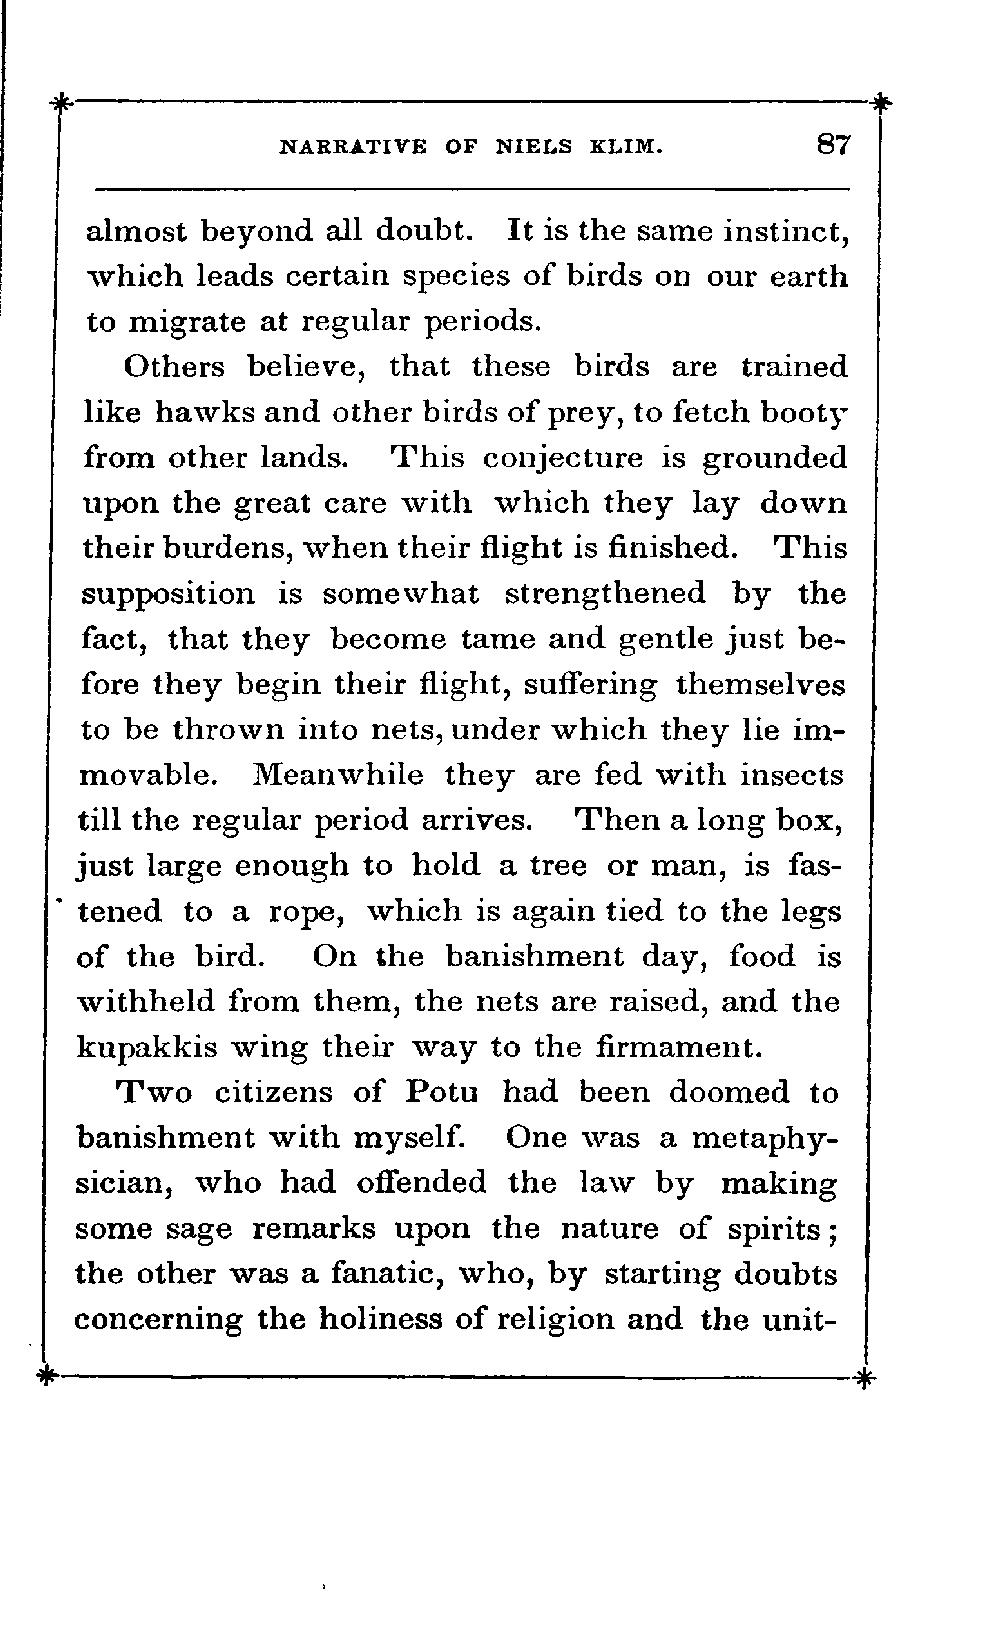 NARRATIVE OF NIELS KLIM. 87
almost beyond all doubt. It is the same instinct,
which leads certain species of birds on our earth
to migrate at regular periods.
Others believe, that these birds are trained
like hawks and other birds of prey, to fetch booty
from other lands. This conjecture is grounded
upon the great care with which they lay down
their burdens, when their flight is finished. This
supposition is somewhat strengthened by the
fact, that they become tame and gentle just be-
fore they begin their flight, suffering themselves
to be thrown into nets, under which they lie im-
movable. Meanwhile they are fed with insects
till the regular period arrives. Then a long box,
just large enough to hold a tree or man, is fas-
tened to a rope, which is again tied to the legs
of the bird. On the banishment day, food is
withheld from them, the nets are raised, and the
kupakkis wing their way to the firmament.
Two citizens of Potu had been doomed to
banishment with myself. One was a metaphy-
sician, who had offended the law by making
some sage remarks upon the nature of spirits;
the other was a fanatic, who, by starting doubts
concerning the holiness of religion and the unit-